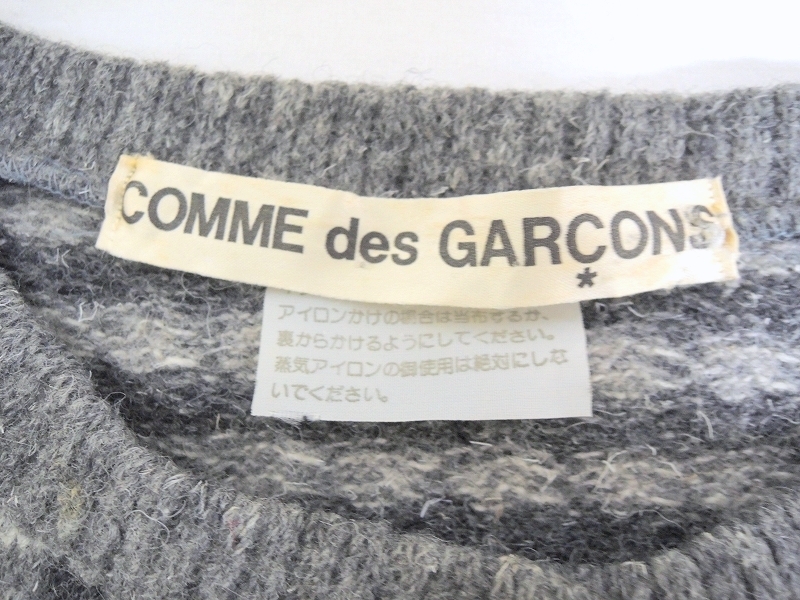 COMME des GARCONS
*
アイロンかけの場合は当布するか、
裏からかけるようにしてください。
蒸気アイロンの御使用は絶対にしな
いでください。